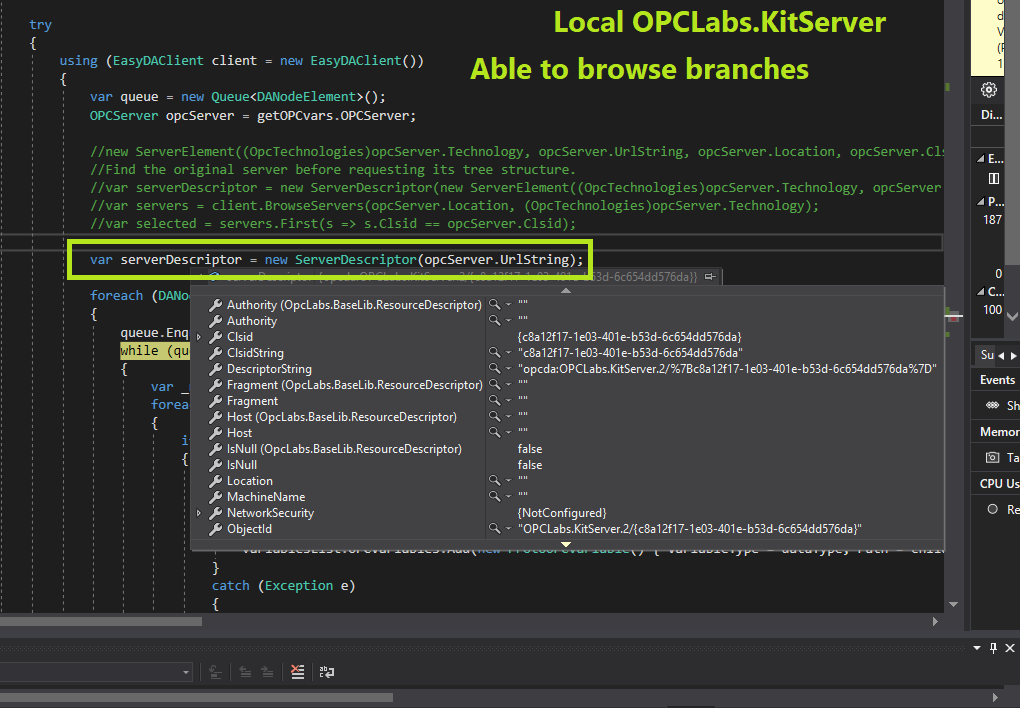 Local OPCLabs.KitServer
Able to browse branches
try
{
using (EasyDAClient client = new EasyDAClient())
{
var queue = new Queue<DANodeElement>();
OPCServer opcServer = getOPCvars.OPCServer;
//new ServerElement((OpcTechnologies)opcServer.Technology, opcServer.UrlString, opcServer.Location, opcServer.Cls
//Find the original server before requesting its tree structure.
//var serverDescriptor = new ServerDescriptor(new ServerElement((OpcTechnologies)opcServer.Technology, opcServer
//var servers = client.BrowseServers(opcServer.Location, (OpcTechnologies)opcServer.Technology);
//var selected = servers.First(s => s.Clsid == opcServer.Clsid);
var serverDescriptor = new ServerDescriptor(opcServer.UrlString);
foreach (DANo
{
queue.Enq
while (qu
{
var _
forea
{
i
{
Authority (OpcLabs.BaseLib.ResourceDescriptor) ""
Authority ""
Clsid {c8a12f17-1e03-401e-b53d-6c654dd576da}
ClsidString "c8a12f17-1e03-401e-b53d-6c654dd576da"
DescriptorString "opcda:OPCLabs.KitServer.2/%7Bc8a12f17-1e03-401e-b53d-6c654dd576da%7D"
Fragment (OpcLabs.BaseLib.ResourceDescriptor) ""
Fragment ""
Host (OpcLabs.BaseLib.ResourceDescriptor) ""
Host ""
IsNull (OpcLabs.BaseLib.ResourceDescriptor) false
IsNull false
Location ""
MachineName ""
NetworkSecurity {NotConfigured}
ObjectId "OPCLabs.KitServer.2/{c8a12f17-1e03-401e-b53d-6c654dd576da}"
}
catch (Exception e)
{
Di...
E...
P...
187
0
C...
100
Su
Events
Sh
Memor
Ta
CPU Us
Re